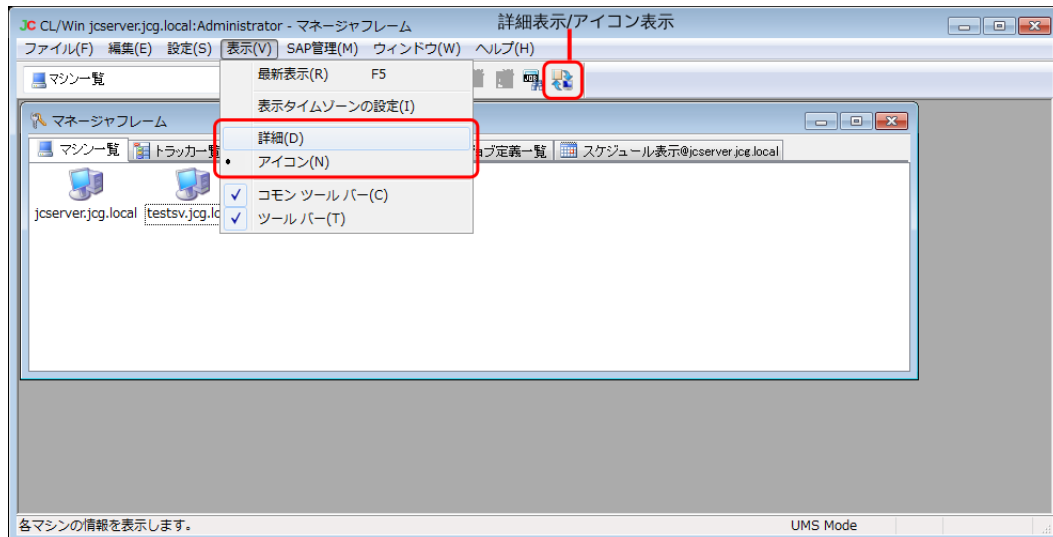 詳細表示/アイコン表示
JC CL/Win jcserver.jcg.local:Administrator - マネージャフレーム
ファイル(F) 編集(E) 設定(S) 表示(V) SAP管理(M) ウィンドウ(W) ヘルプ(H)
マシン一覧
最新表示(R) F5
表示タイムゾーンの設定(I)
マネージャフレーム
詳細(D)
マシン一覧 トラッカ一覧 ジョブ定義一覧 スケジュール表示@jcserver.jcg.local
アイコン(N)
コモン ツール バー(C)
jcserver.jcg.local testsv.jcg.lo
ツール バー(T)
各マシンの情報を表示します。 UMS Mode